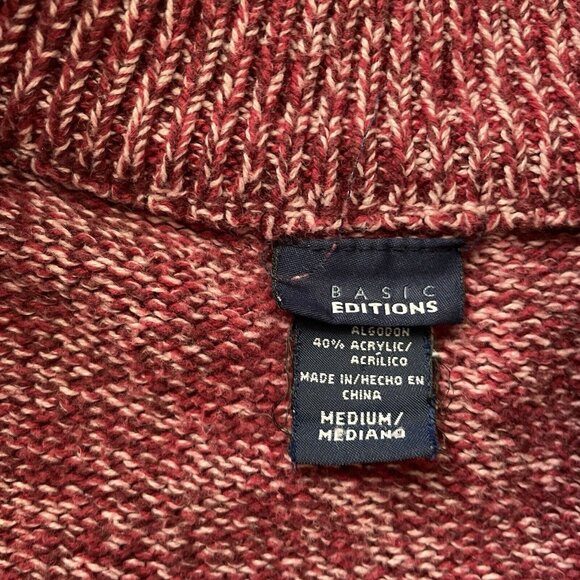 BASIC
EDITIONS
ALGODON
40% ACRYLIC/
ACRILICO
MADE IN/HECHO EN
CHINA
MEDIUM/
MEDIANO